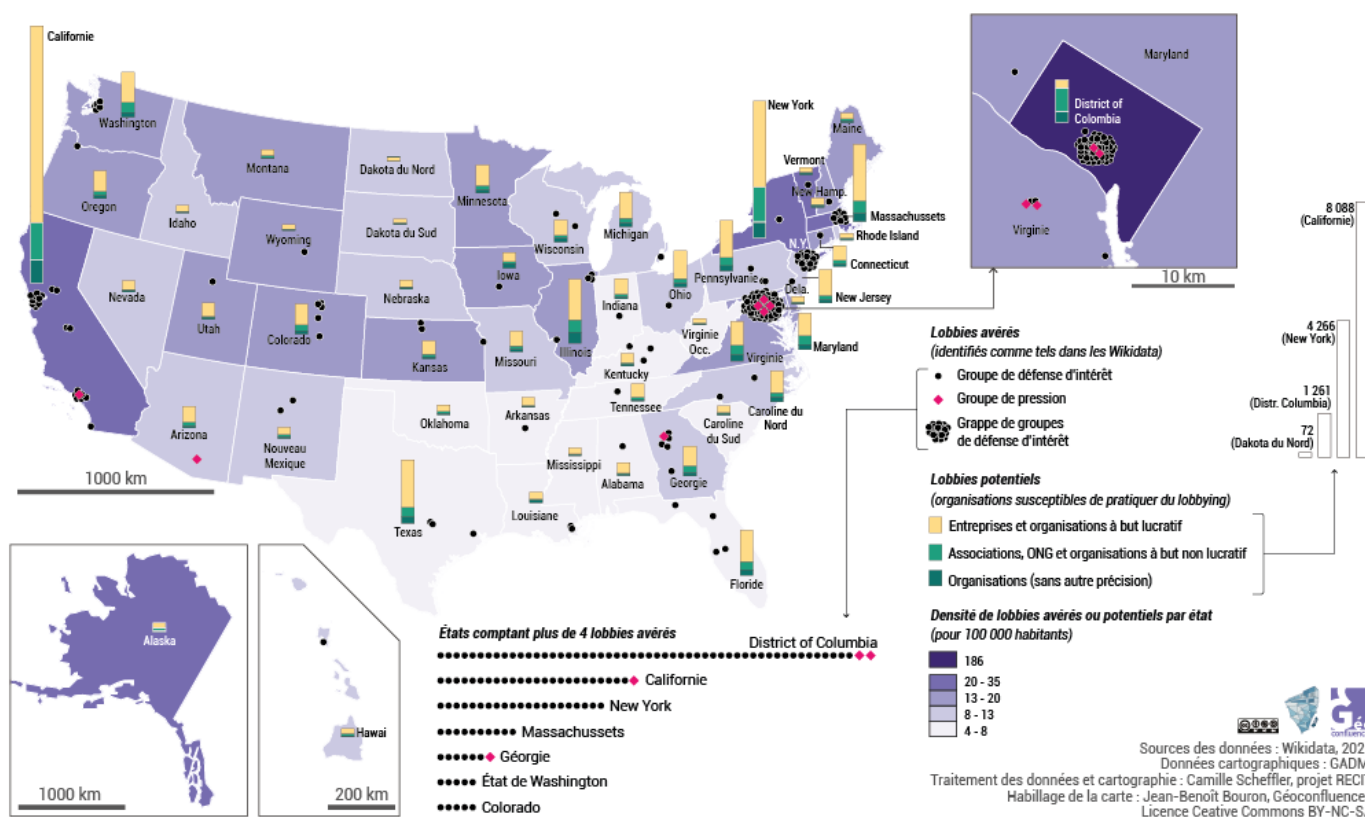 Californie
Washington
Oregon
Idaho
Montana
Wyoming
Nevada
Utah
Colorado
Arizona
Nouveau
Mexique
Dakota du Nord
Dakota du Sud
Nebraska
Kansas
Oklahoma
Texas
Minnesota
Iowa
Missouri
Arkansas
Louisiane
Wisconsin
Illinois
Michigan
Indiana
Ohio
Kentucky
Tennessee
Mississippi
Alabama
Georgie
Floride
Caroline
du Sud
Caroline du
Nord
Virginie
Occ.
Virginie
Maryland
Dela.
Pennsylvanie
New Jersey
Connecticut
Rhode Island
Massachussets
N.Y.
New York
Vermont
New Hamp.
Maine
1000 km
Alaska
1000 km
Hawai
200 km
Maryland
District of
Colombia
Virginie
10 km
8 088
(Californie)
4 266
(New York)
1 261
(Distr. Columbia)
72
(Dakota du Nord)
Lobbies avérés
(identifiés comme tels dans les Wikidata)
Groupe de défense d'intérêt
Groupe de pression
Grappe de groupes
de défense d'intérêt
Lobbies potentiels
(organisations susceptibles de pratiquer du lobbying)
Entreprises et organisations à but lucratif
Associations, ONG et organisations à but non lucratif
Organisations (sans autre précision)
Densité de lobbies avérés ou potentiels par état
(pour 100 000 habitants)
186
20 - 35
13 - 20
8 - 13
4 - 8
États comptant plus de 4 lobbies avérés
District of Columbia
Californie
New York
Massachussets
Géorgie
État de Washington
Colorado
Sources des données : Wikidata, 202
Données cartographiques : GADM
Traitement des données et cartographie : Camille Scheffler, projet RECIT
Habillage de la carte : Jean-Benoît Bouron, Géoconfluence
Licence Ceative Commons BY-NC-S